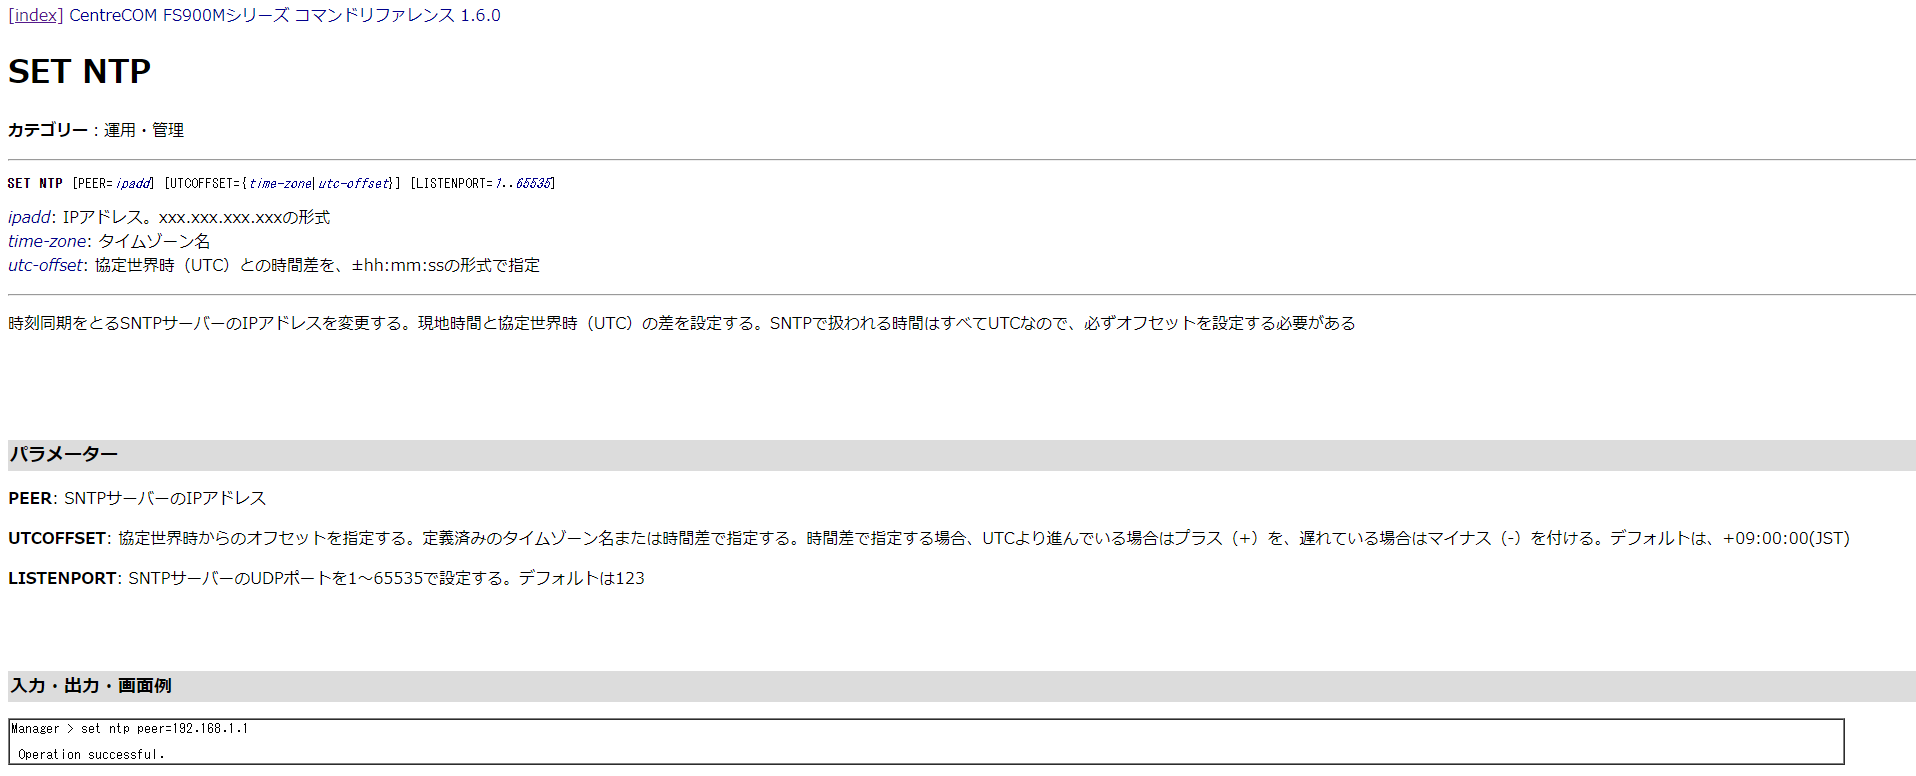 [index] CentreCOM FS900Mシリーズ コマンドリファレンス 1.6.0
SET NTP
カテゴリー：運用・管理
SET NTP [PEER=ipadd] [UTCOFFSET={time-zone|utc-offset}] [LISTENPORT=1..65535]
ipadd: IPアドレス。xxx.xxx.xxx.xxxの形式
time-zone: タイムゾーン名
utc-offset: 協定世界時（UTC）との時間差を、±hh:mm:ssの形式で指定
時刻同期をとるSNTPサーバーのIPアドレスを変更する。現地時間と協定世界時（UTC）の差を設定する。SNTPで扱われる時間はすべてUTCなので、必ずオフセットを設定する必要がある
パラメーター
PEER: SNTPサーバーのIPアドレス
UTCOFFSET: 協定世界時からのオフセットを指定する。定義済みのタイムゾーン名または時間差で指定する。時間差で指定する場合、UTCより進んでいる場合はプラス（+）を、遅れている場合はマイナス（-）を付ける。デフォルトは、+09:00:00(JST)
LISTENPORT: SNTPサーバーのUDPポートを1～65535で設定する。デフォルトは123
入力・出力・画面例
Manager > set ntp peer=192.168.1.1
Operation successful.